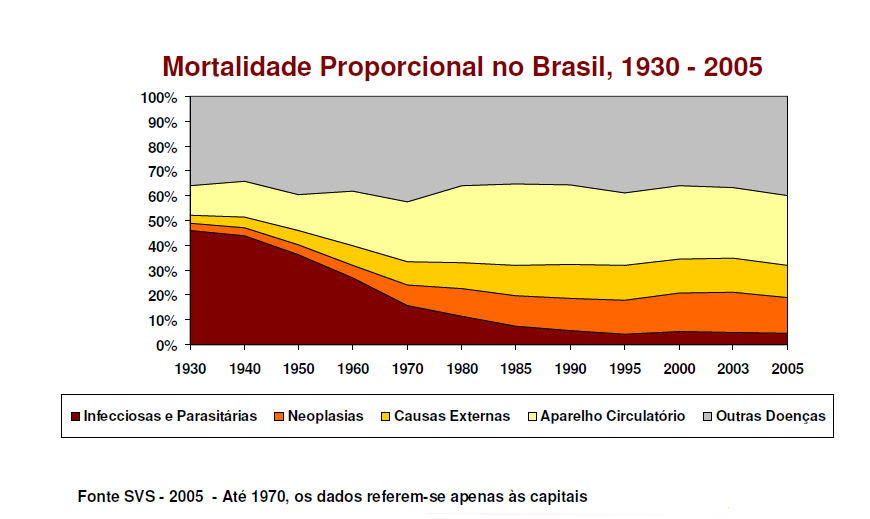 Mortalidade Proporcional no Brasil, 1930 - 2005
100%
90%
80%
70%
60%
50%
40%
30%
20%
10%
0%
1930 1940 1950 1960 1970 1980 1985 1990 1995 2000 2003 2005
Infecciosas e Parasitárias Neoplasias Causas Externas Aparelho Circulatório Outras Doenças
Fonte SVS - 2005 - Até 1970, os dados referem-se apenas às capitais